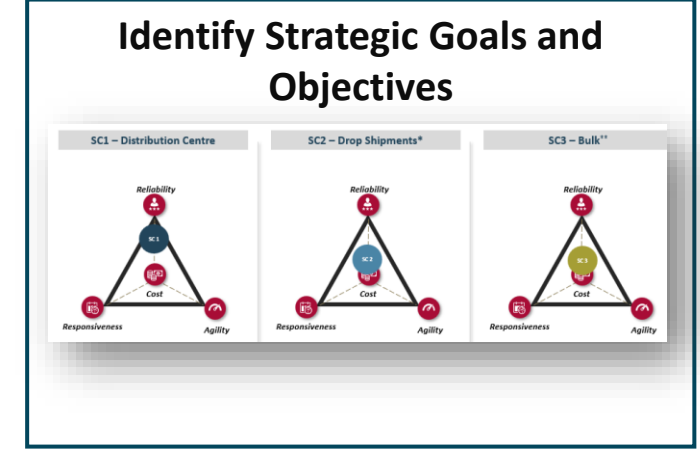 Identify Strategic Goals and
Objectives
SC1 – Distribution Centre
Reliability
SC 1
Cost
Responsiveness
Agility
SC2 – Drop Shipments*
Reliability
SC 2
Cost
Responsiveness
Agility
SC3 – Bulk**
Reliability
SC 3
Cost
Responsiveness
Agility